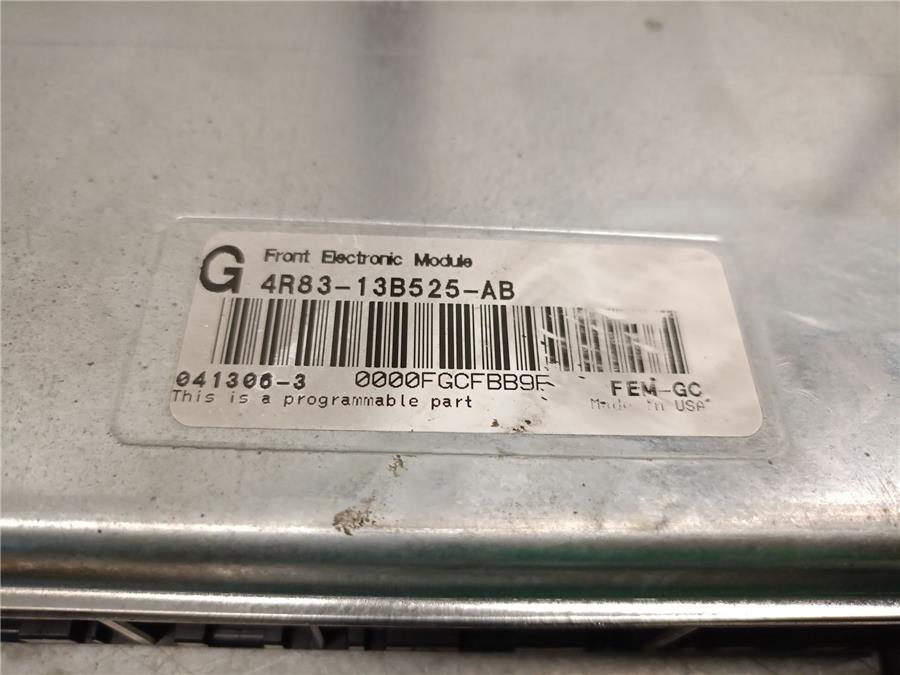 G
Front Electronic Module
4R83-13B525-AB
041306-3 0000FGCFBB9F FEM-GC
This is a programmable part Made in USA